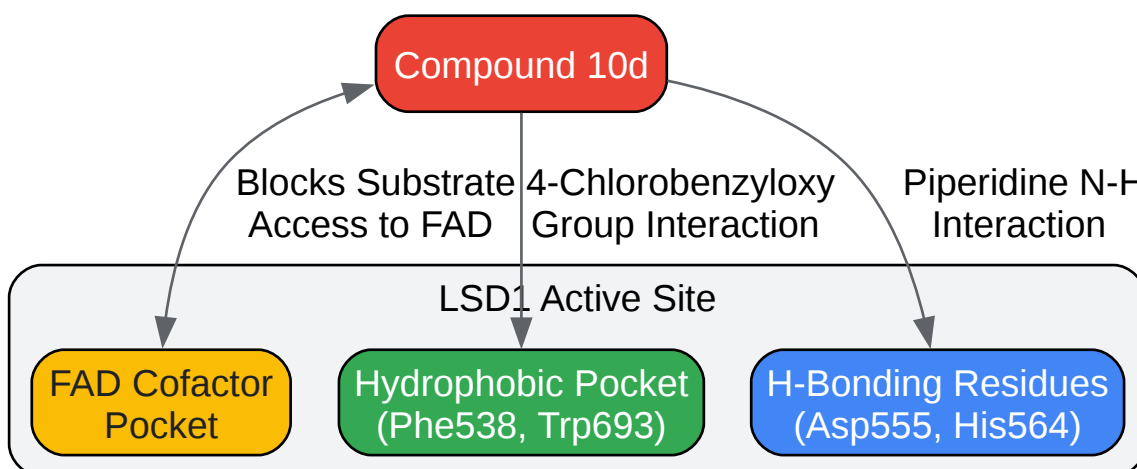 Compound 10d
Blocks Substrate
Access to FAD
4-Chlorobenzyloxy
Group Interaction
Piperidine N-H
Interaction
LSD1 Active Site
FAD Cofactor
Pocket
Hydrophobic Pocket
(Phe538, Trp693)
H-Bonding Residues
(Asp555, His564)